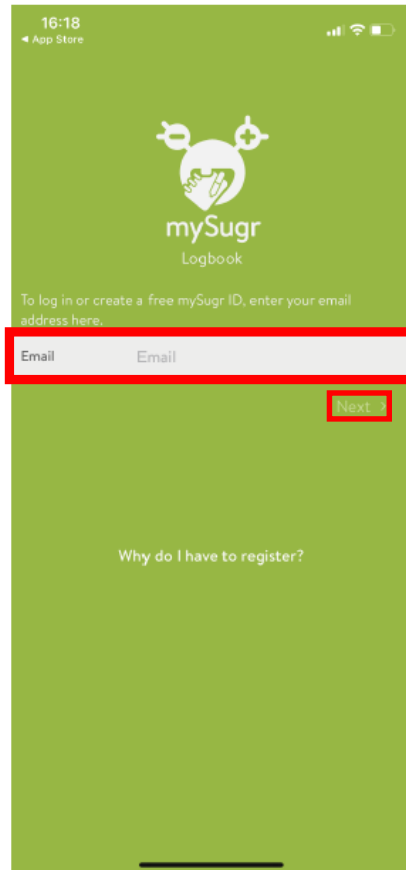 16:18
◄ App Store
mySugr
Logbook
To log in or create a free mySugr ID, enter your email
address here.
Email Email
Next >
Why do I have to register?